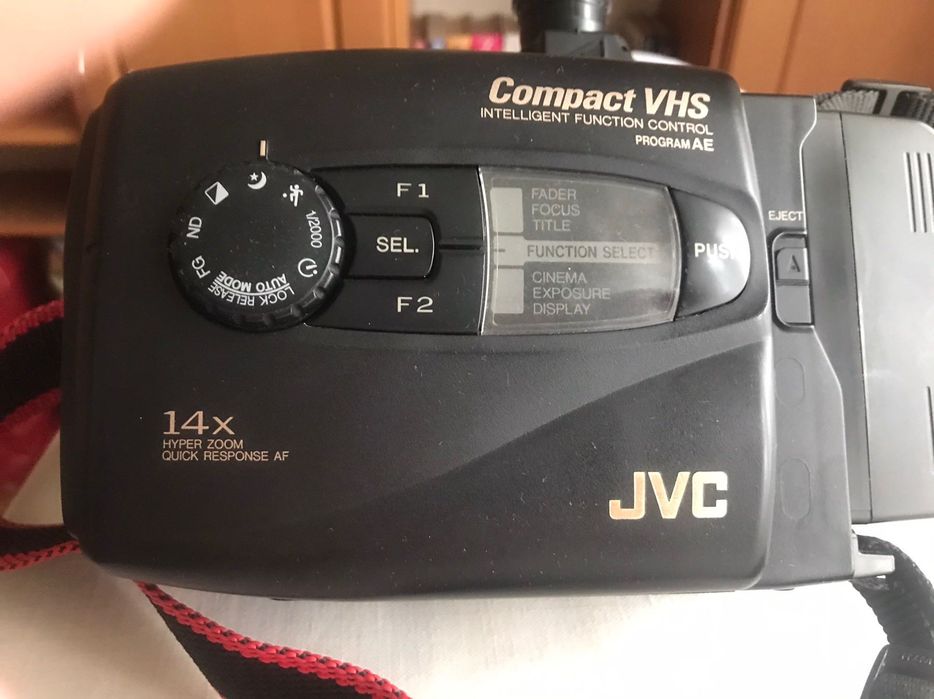 Compact VHS
INTELLIGENT FUNCTION CONTROL
PROGRAM AE
EJECT
F1
SEL.
F2
FADER
FOCUS
TITLE
FUNCTION SELECT
CINEMA
EXPOSURE
DISPLAY
PUSH
1/2000
ND
FG
AUTO MODE
LOCK RELEASE
14x
HYPER ZOOM
QUICK RESPONSE AF
JVC